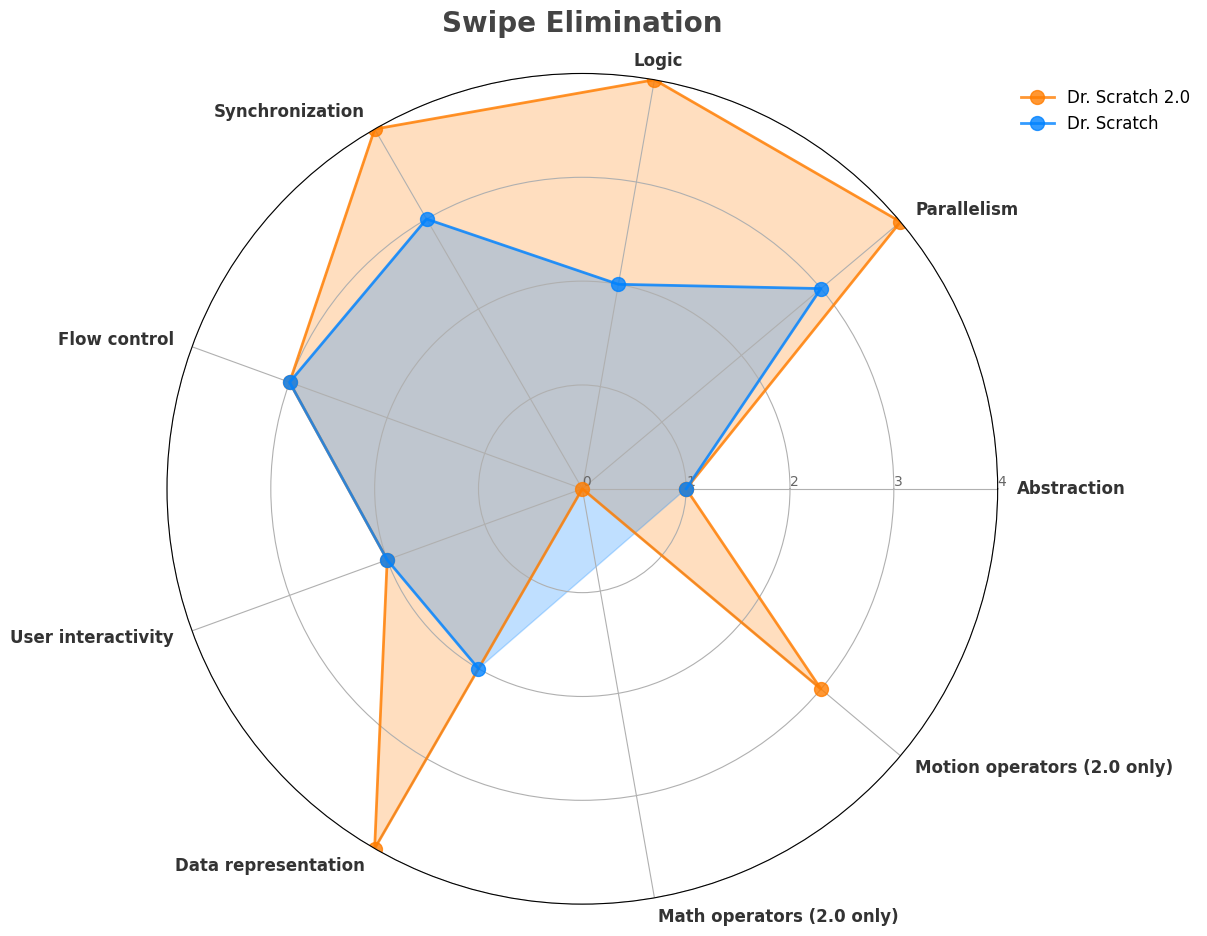 Swipe Elimination
Logic
Dr. Scratch 2.0
Dr. Scratch
Synchronization
Parallelism
Flow control
0
1
2
3
4
Abstraction
User interactivity
Motion operators (2.0 only)
Data representation
Math operators (2.0 only)